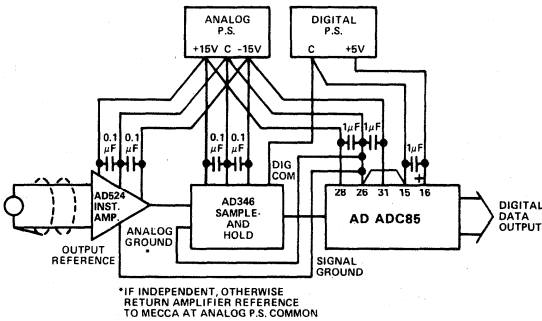 ANALOG
P.S.
+15V C -15V
DIGITAL
P.S.
C +5V
0.1
μF
0.1
μF
0.1
μF
0.1
μF
1μF
1μF
1μF
+
DIG
COM
28 26 31 15 16
AD524
INST.
AMP.
AD346
SAMPLE-
AND
HOLD
AD ADC85
DIGITAL
DATA
OUTPUT
OUTPUT
REFERENCE
ANALOG
GROUND
*
SIGNAL
GROUND
*IF INDEPENDENT, OTHERWISE
RETURN AMPLIFIER REFERENCE
TO MECCA AT ANALOG P.S. COMMON